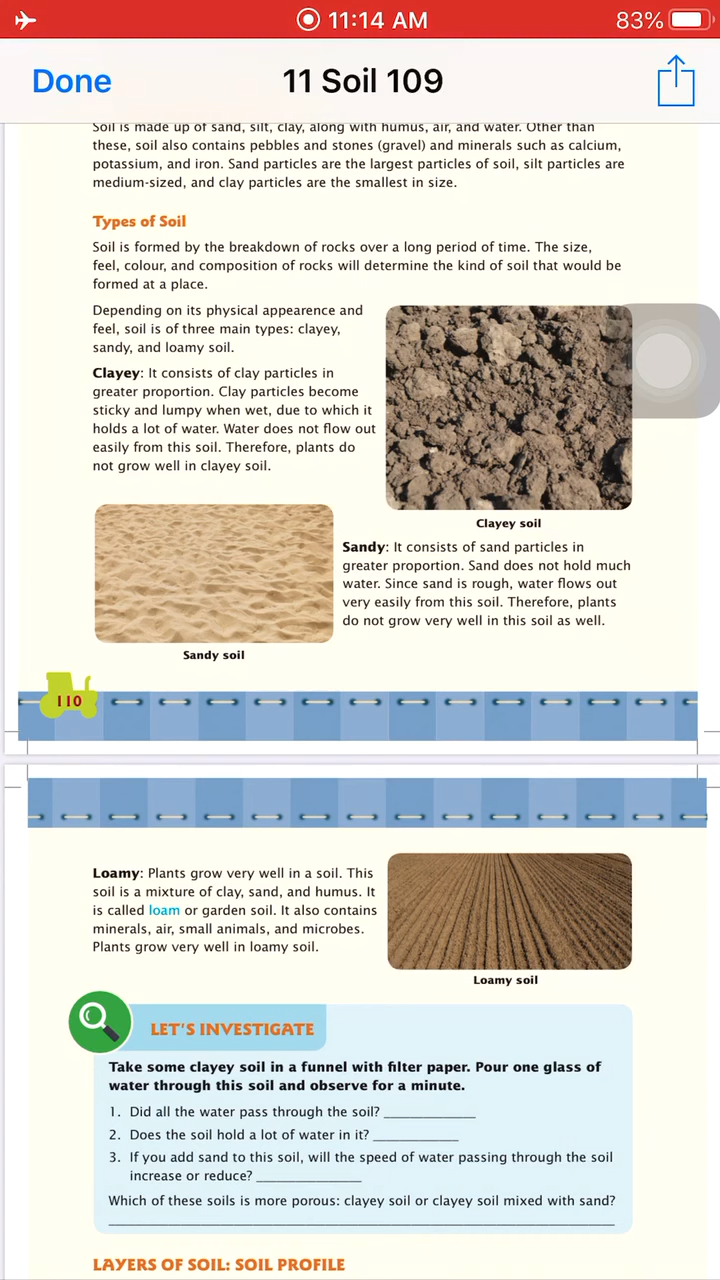 11:14 AM
83%
Done
11 Soil 109
Soil is made up of sand, silt, clay, along with humus, air, and water. Other than
these, soil also contains pebbles and stones (gravel) and minerals such as calcium,
potassium, and iron. Sand particles are the largest particles of soil, silt particles are
medium-sized, and clay particles are the smallest in size.
Types of Soil
Soil is formed by the breakdown of rocks over a long period of time. The size,
feel, colour, and composition of rocks will determine the kind of soil that would be
formed at a place.
Depending on its physical appearence and
feel, soil is of three main types: clayey,
sandy, and loamy soil.
Clayey: It consists of clay particles in
greater proportion. Clay particles become
sticky and lumpy when wet, due to which it
holds a lot of water. Water does not flow out
easily from this soil. Therefore, plants do
not grow well in clayey soil.
Clayey soil
Sandy: It consists of sand particles in
greater proportion. Sand does not hold much
water. Since sand is rough, water flows out
very easily from this soil. Therefore, plants
do not grow very well in this soil as well.
Sandy soil
110
Loamy: Plants grow very well in a soil. This
soil is a mixture of clay, sand, and humus. It
is called loam or garden soil. It also contains
minerals, air, small animals, and microbes.
Plants grow very well in loamy soil.
Loamy soil
LET'S INVESTIGATE
Take some clayey soil in a funnel with filter paper. Pour one glass of
water through this soil and observe for a minute.
1. Did all the water pass through the soil? ____________
2. Does the soil hold a lot of water in it? ___________
3. If you add sand to this soil, will the speed of water passing through the soil
increase or reduce? ______________
Which of these soils is more porous: clayey soil or clayey soil mixed with sand?
LAYERS OF SOIL: SOIL PROFILE